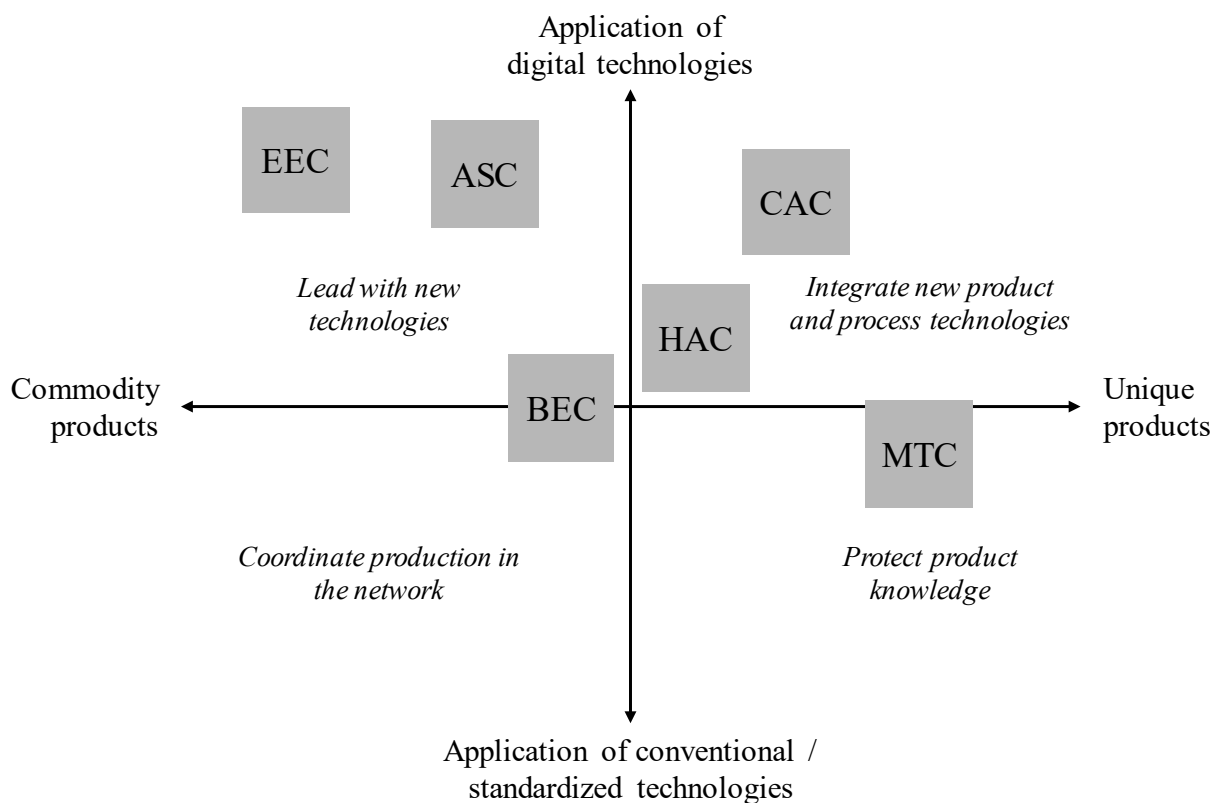 Application of
digital technologies
EEC
ASC
CAC
Lead with new
technologies
Integrate new product
and process technologies
HAC
Commodity
products
BEC
Unique
products
MTC
Coordinate production in
the network
Protect product
knowledge
Application of conventional /
standardized technologies